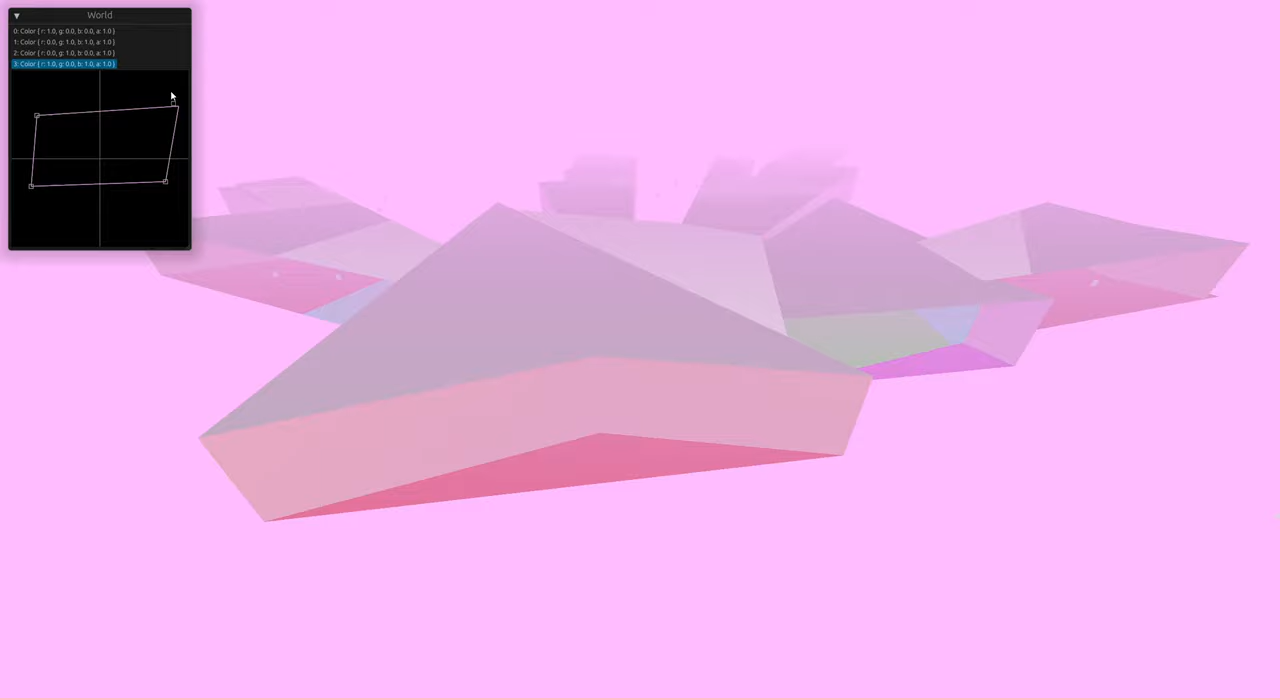 World
0: Color { r: 1.0, g: 0.0, b: 0.0, a: 1.0 }
1: Color { r: 0.0, g: 1.0, b: 1.0, a: 1.0 }
2: Color { r: 0.0, g: 1.0, b: 0.0, a: 1.0 }
3: Color { r: 1.0, g: 0.0, b: 1.0, a: 1.0 }